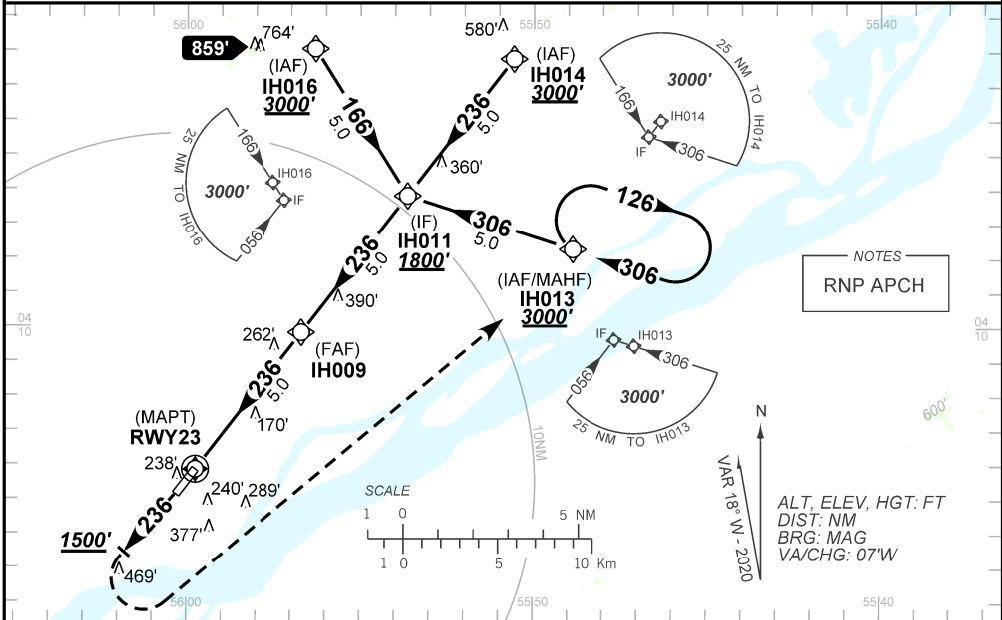 56'00
55'50
55'40
859'
764'
580'
(IAF)
IH016
3000'
(IAF)
IH014
3000'
25 NM TO IH014
3000'
166
IH014
IF
306
166
5.0
236
5.0
360'
25 NM TO IH016
3000'
166
IH016
IF
056
306
5.0
126
306
(IF)
IH011
1800'
236
5.0
390'
(IAF/MAHF)
IH013
3000'
NOTES
RNP APCH
04
10
04
10
262'
(FAF)
IH009
IF
IH013
306
056
3000'
25 NM TO IH013
236
5.0
170'
(MAPT)
RWY23
238'
240'
289'
377'
236
1500'
469'
10NM
600'
N
VAR 18° W - 2020
SCALE
1 0 5 NM
1 0 5 10 Km
ALT, ELEV, HGT: FT
DIST: NM
BRG: MAG
VA/CHG: 07'W
56'00
55'50
55'40